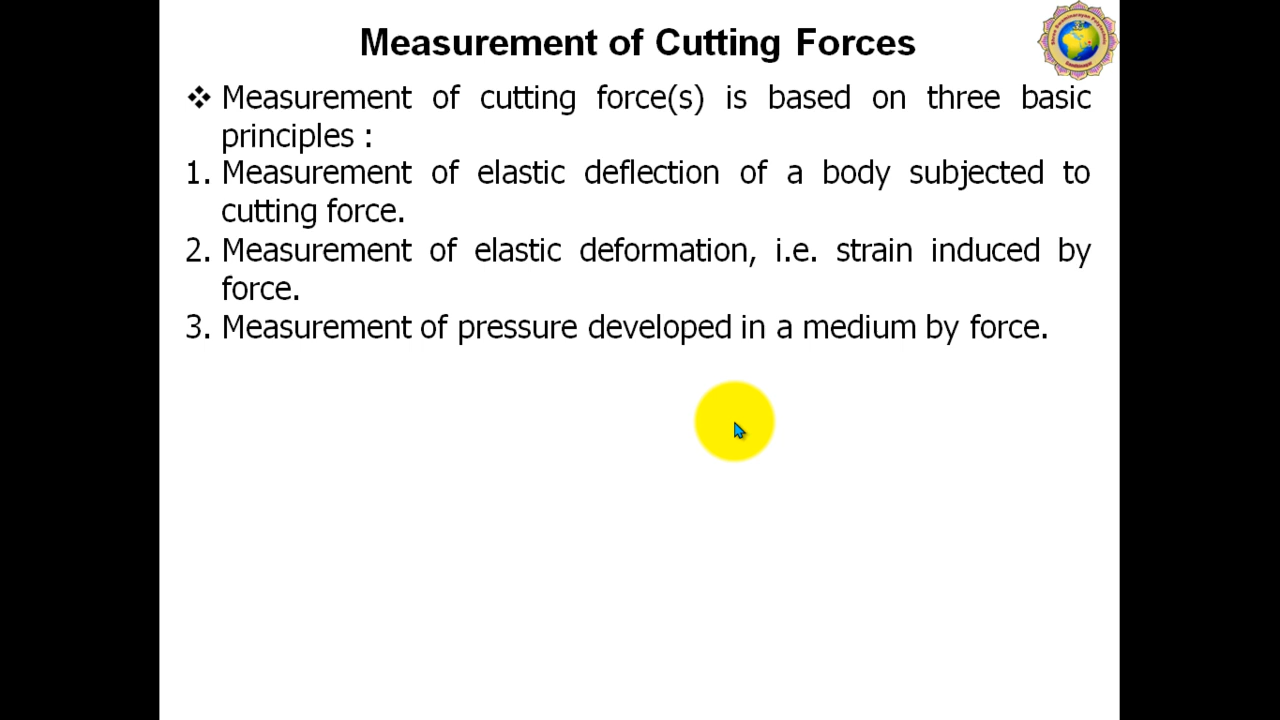 Measurement of Cutting Forces
❖ Measurement of cutting force(s) is based on three basic
principles :
1. Measurement of elastic deflection of a body subjected to
cutting force.
2. Measurement of elastic deformation, i.e. strain induced by
force.
3. Measurement of pressure developed in a medium by force.